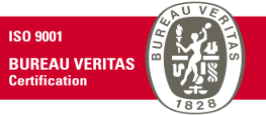 ISO 9001
BUREAU VERITAS
Certification
BUREAU VERITAS
1828